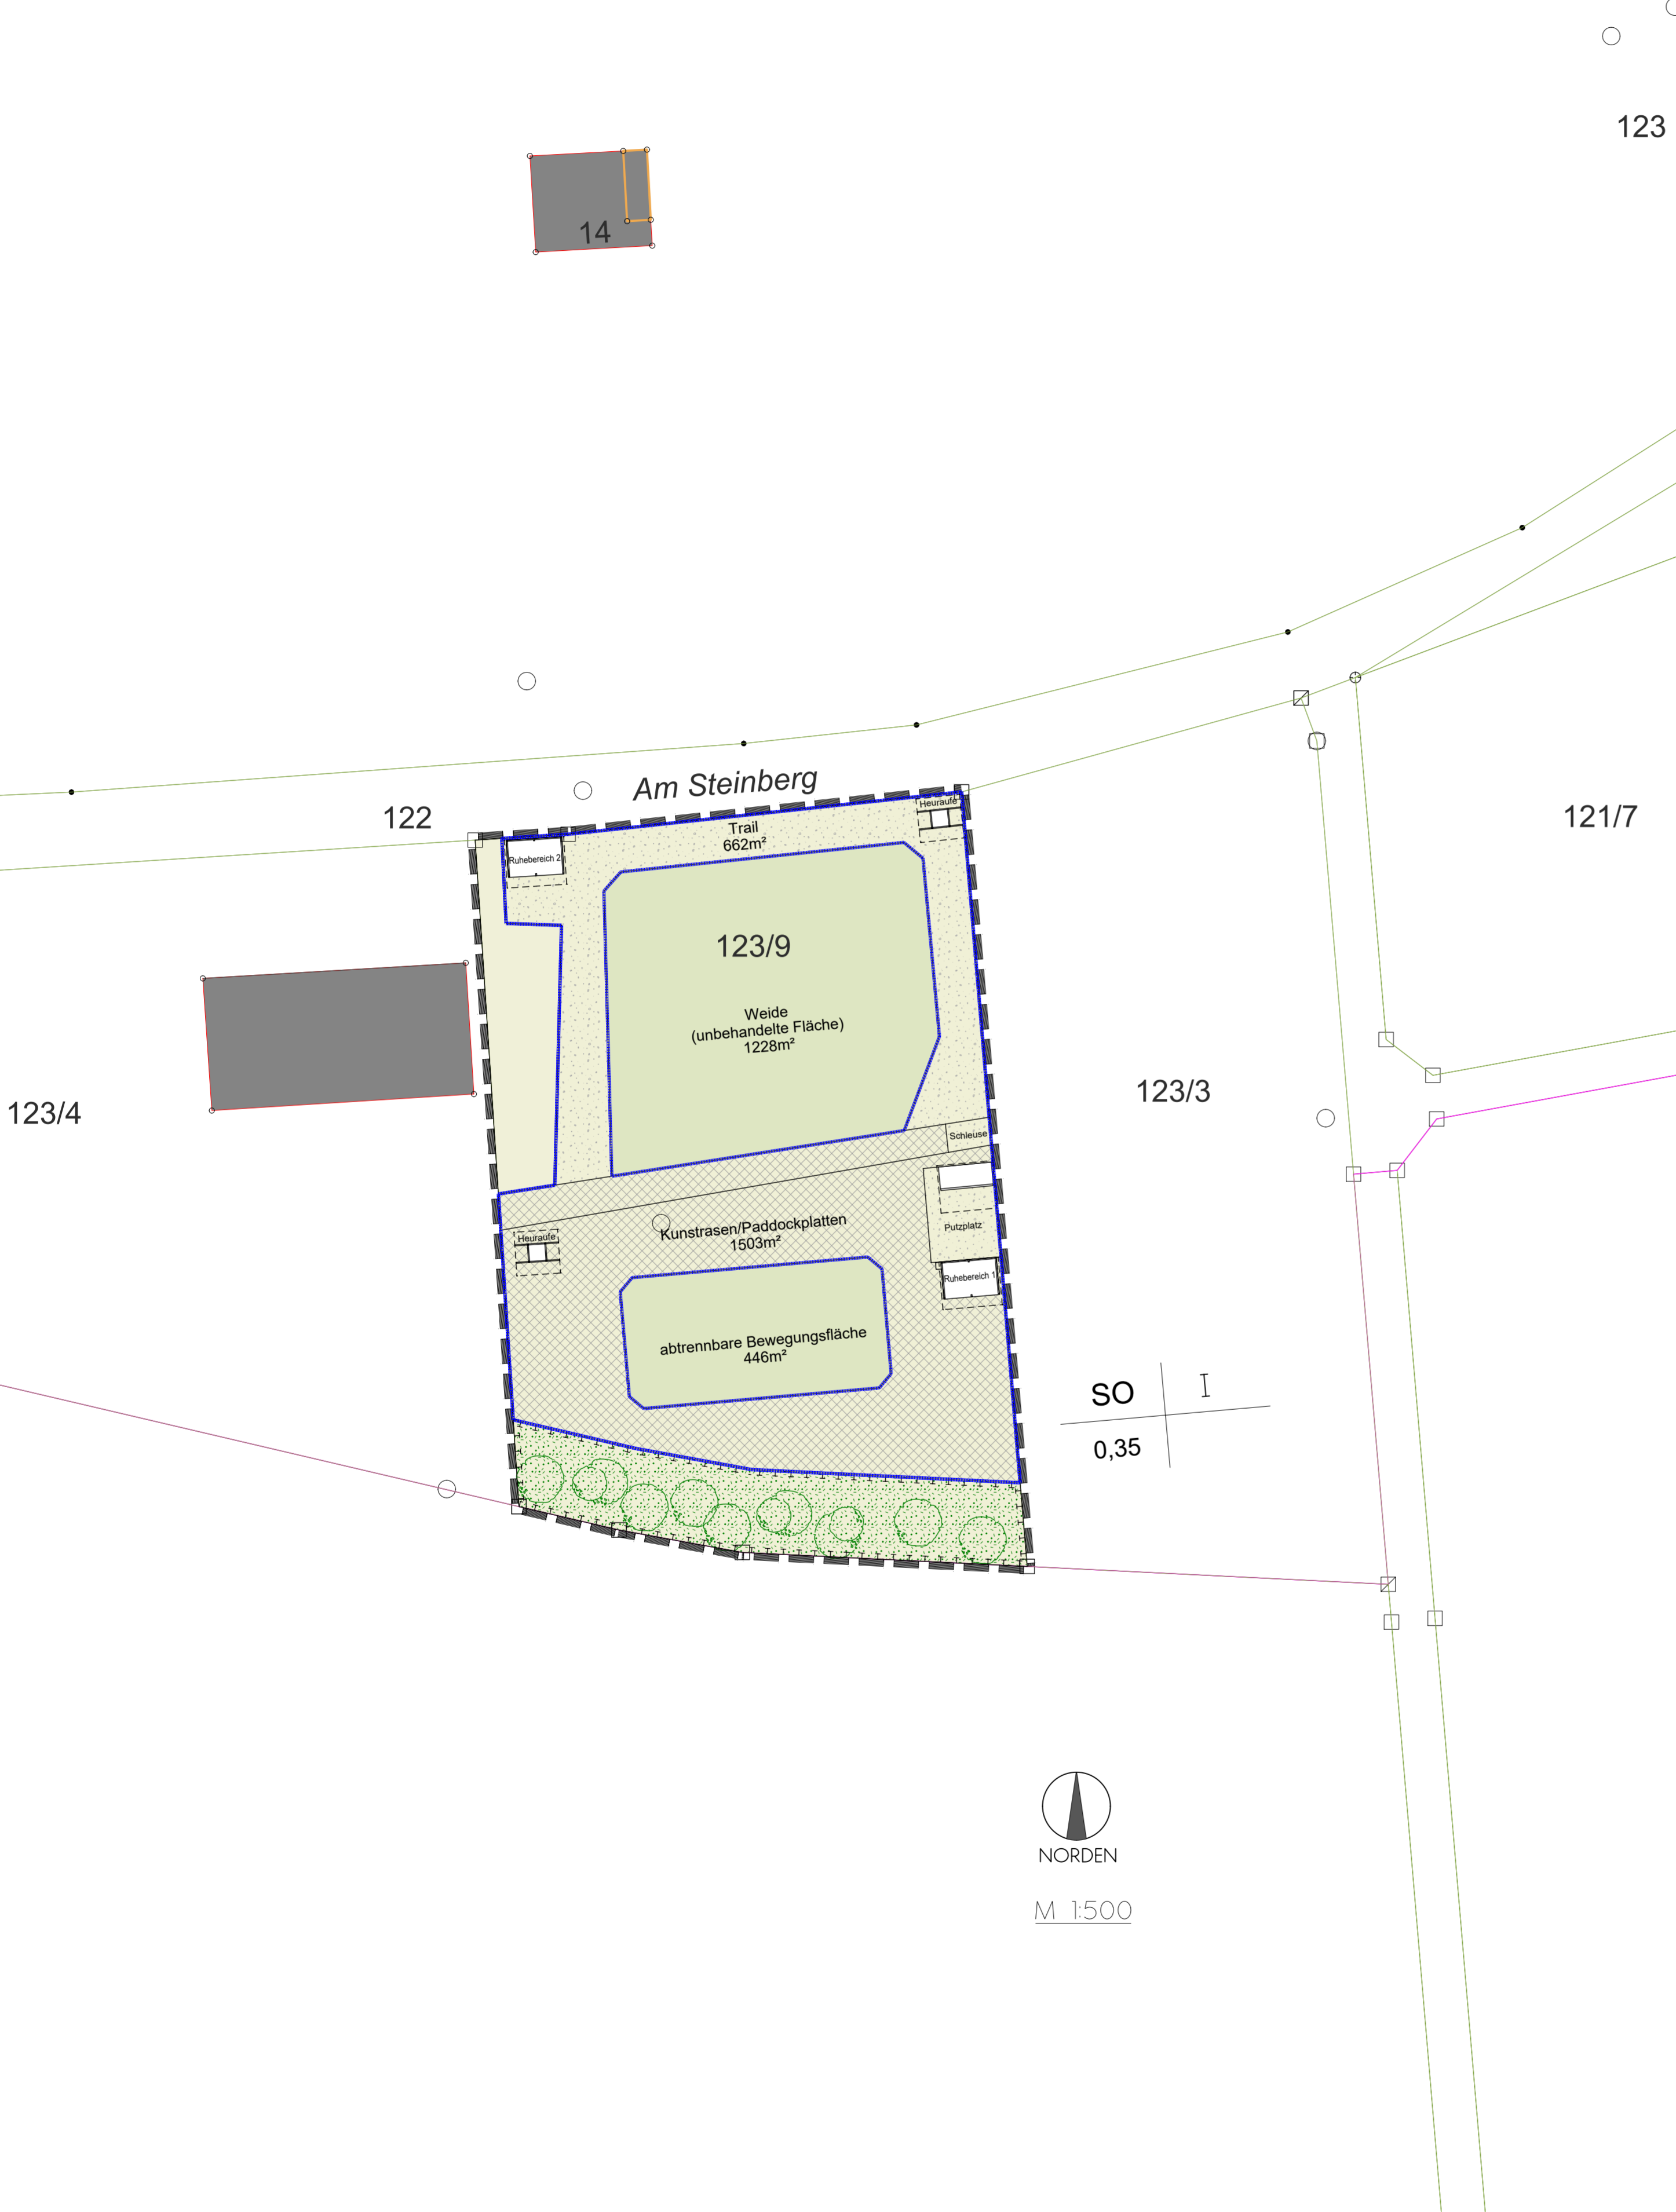 123
14
Am Steinberg
122
Heuraufe
Trail
662m²
121/7
Ruhebereich 2
123/9
Weide
(unbehandelte Fläche)
1228m²
123/4
123/3
Schleuse
Kunstrasen/Paddockplatten
1503m²
Putzplatz
Heuraufe
Ruhebereich 1
abtrennbare Bewegungsfläche
446m²
SO
I
0,35
NORDEN
M 1:500